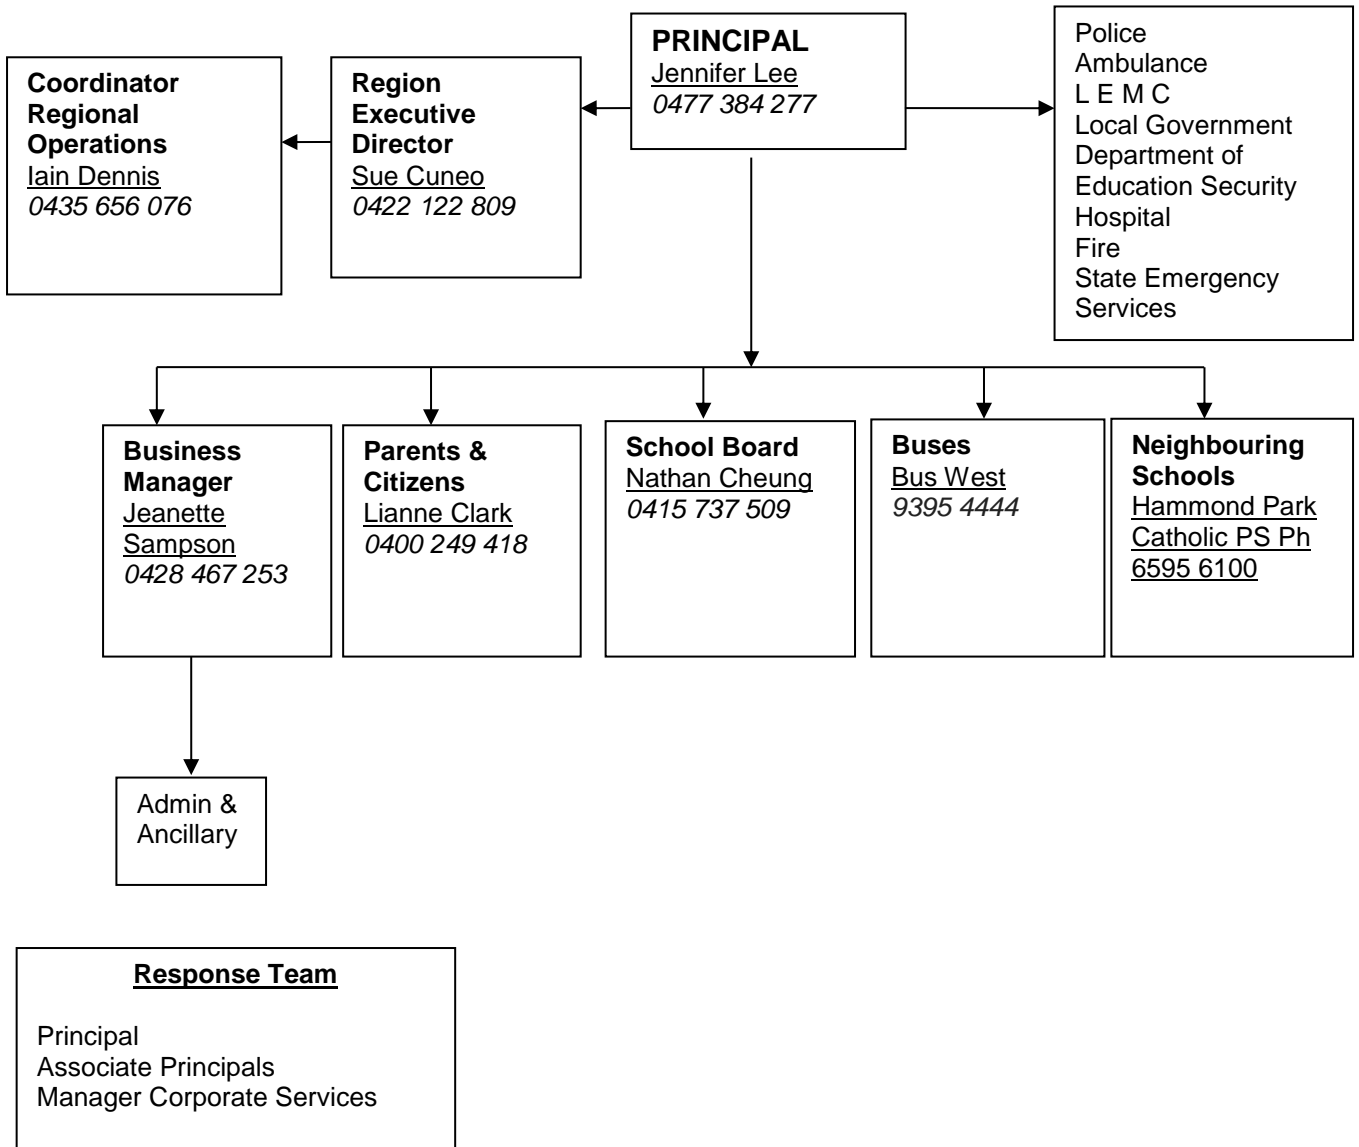 PRINCIPAL
Jennifer Lee
0477 384 277
Coordinator
Regional
Operations
Iain Dennis
0435 656 076
Region
Executive
Director
Sue Cuneo
0422 122 809
Police
Ambulance
L E M C
Local Government
Department of
Education Security
Hospital
Fire
State Emergency
Services
Business
Manager
Jeanette
Sampson
0428 467 253
Parents &
Citizens
Lianne Clark
0400 249 418
School Board
Nathan Cheung
0415 737 509
Buses
Bus West
9395 4444
Neighbouring
Schools
Hammond Park
Catholic PS Ph
6595 6100
Admin &
Ancillary
Response Team
Principal
Associate Principals
Manager Corporate Services